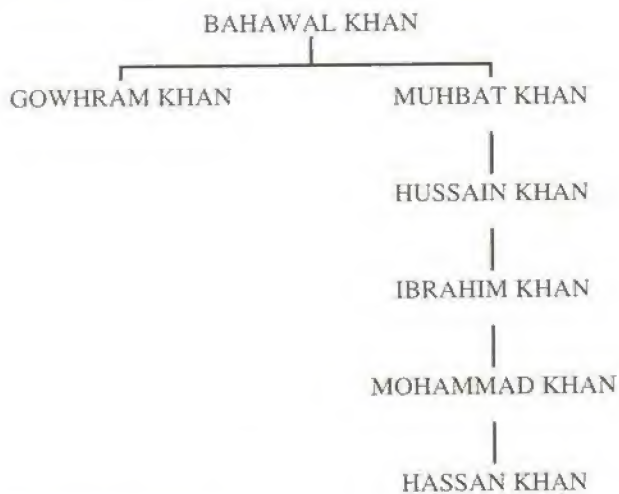 BAHAWAL KHAN
GOWHRAM KHAN MUHBAT KHAN
HUSSAIN KHAN
IBRAHIM KHAN
MOHAMMAD KHAN
HASSAN KHAN